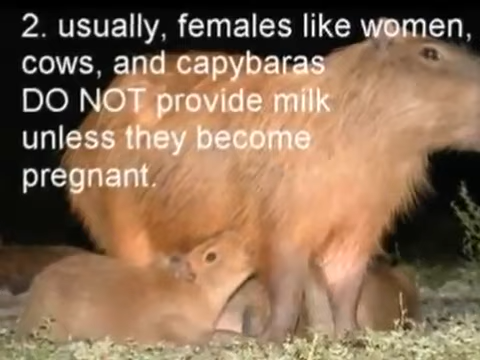 2. usually, females like women,
cows, and capybaras
DO NOT provide milk
unless they become
pregnant.